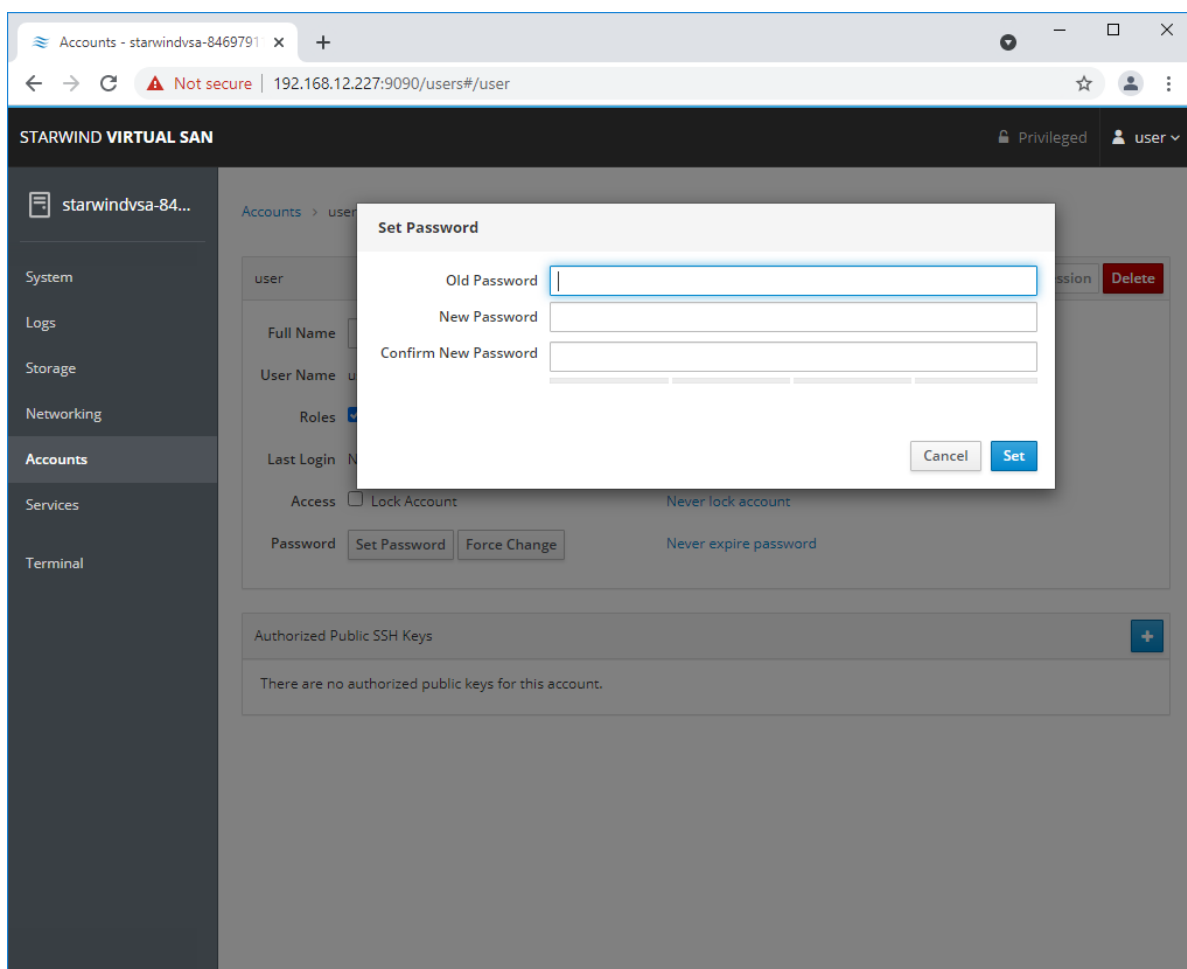 Accounts - starwindvsa-8469791
Not secure | 192.168.12.227:9090/users#/user
STARWIND VIRTUAL SAN
Privileged
user
starwindvsa-84...
System
Logs
Storage
Networking
Accounts
Services
Terminal
Accounts > user
Set Password
Old Password
New Password
Confirm New Password
Cancel
Set
user
ssion
Delete
Full Name
User Name u
Roles
Last Login N
Access Lock Account
Never lock account
Password Set Password Force Change
Never expire password
Authorized Public SSH Keys
There are no authorized public keys for this account.